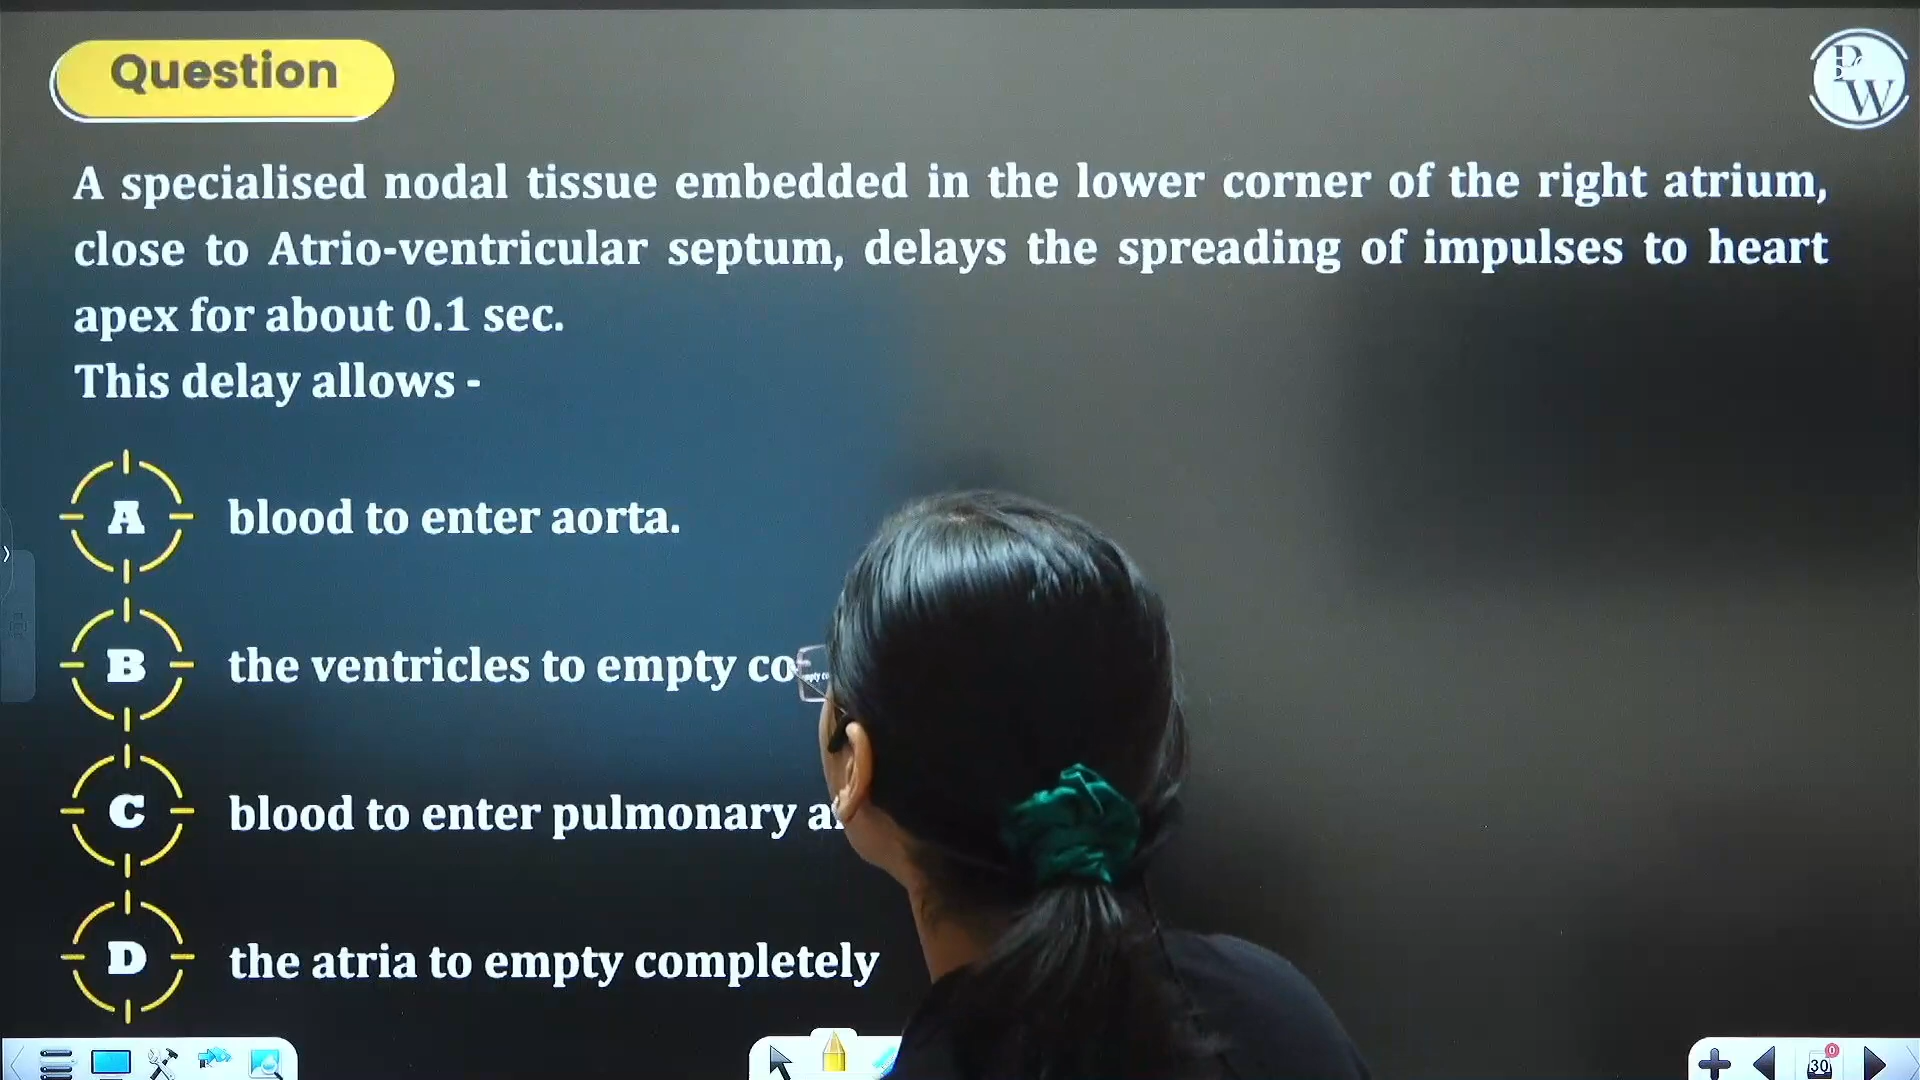 Question
A specialised nodal tissue embedded in the lower corner of the right atrium,
close to Atrio-ventricular septum, delays the spreading of impulses to heart
apex for about 0.1 sec.
This delay allows -
A blood to enter aorta.
B the ventricles to empty
C blood to enter pulmonary
D the atria to empty completely
P W
30
0